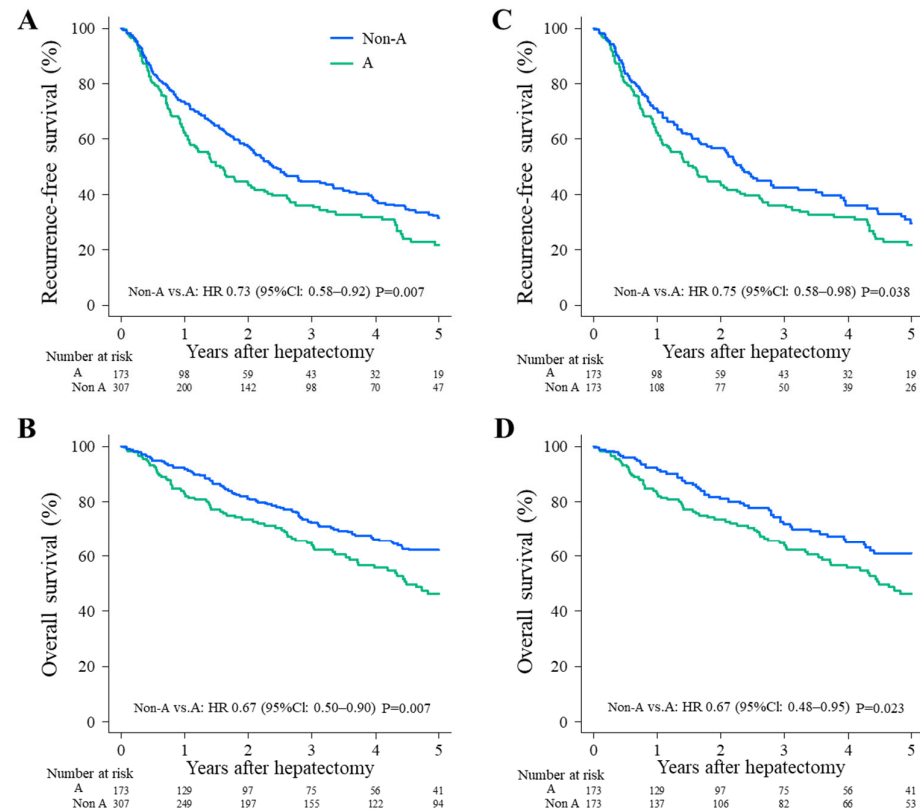 A
Recurrence-free survival (%)
100
80
60
40
20
0
Non-A
A
Non-A vs.A: HR 0.73 (95%Cl: 0.58–0.92) P=0.007
0 1 2 3 4 5
Years after hepatectomy
Number at risk
A 173 98 59 43 32 19
Non A 307 200 142 98 70 47
C
Recurrence-free survival (%)
100
80
60
40
20
0
Non-A vs.A: HR 0.75 (95%Cl: 0.58–0.98) P=0.038
0 1 2 3 4 5
Years after hepatectomy
Number at risk
A 173 98 59 43 32 19
Non A 173 108 77 50 39 26
B
Overall survival (%)
100
80
60
40
20
0
Non-A vs.A: HR 0.67 (95%Cl: 0.50–0.90) P=0.007
0 1 2 3 4 5
Years after hepatectomy
Number at risk
A 173 129 97 75 56 41
Non A 307 249 197 155 122 94
D
Overall survival (%)
100
80
60
40
20
0
Non-A vs.A: HR 0.67 (95%Cl: 0.48–0.95) P=0.023
0 1 2 3 4 5
Years after hepatectomy
Number at risk
A 173 129 97 75 56 41
Non A 173 137 106 82 66 53